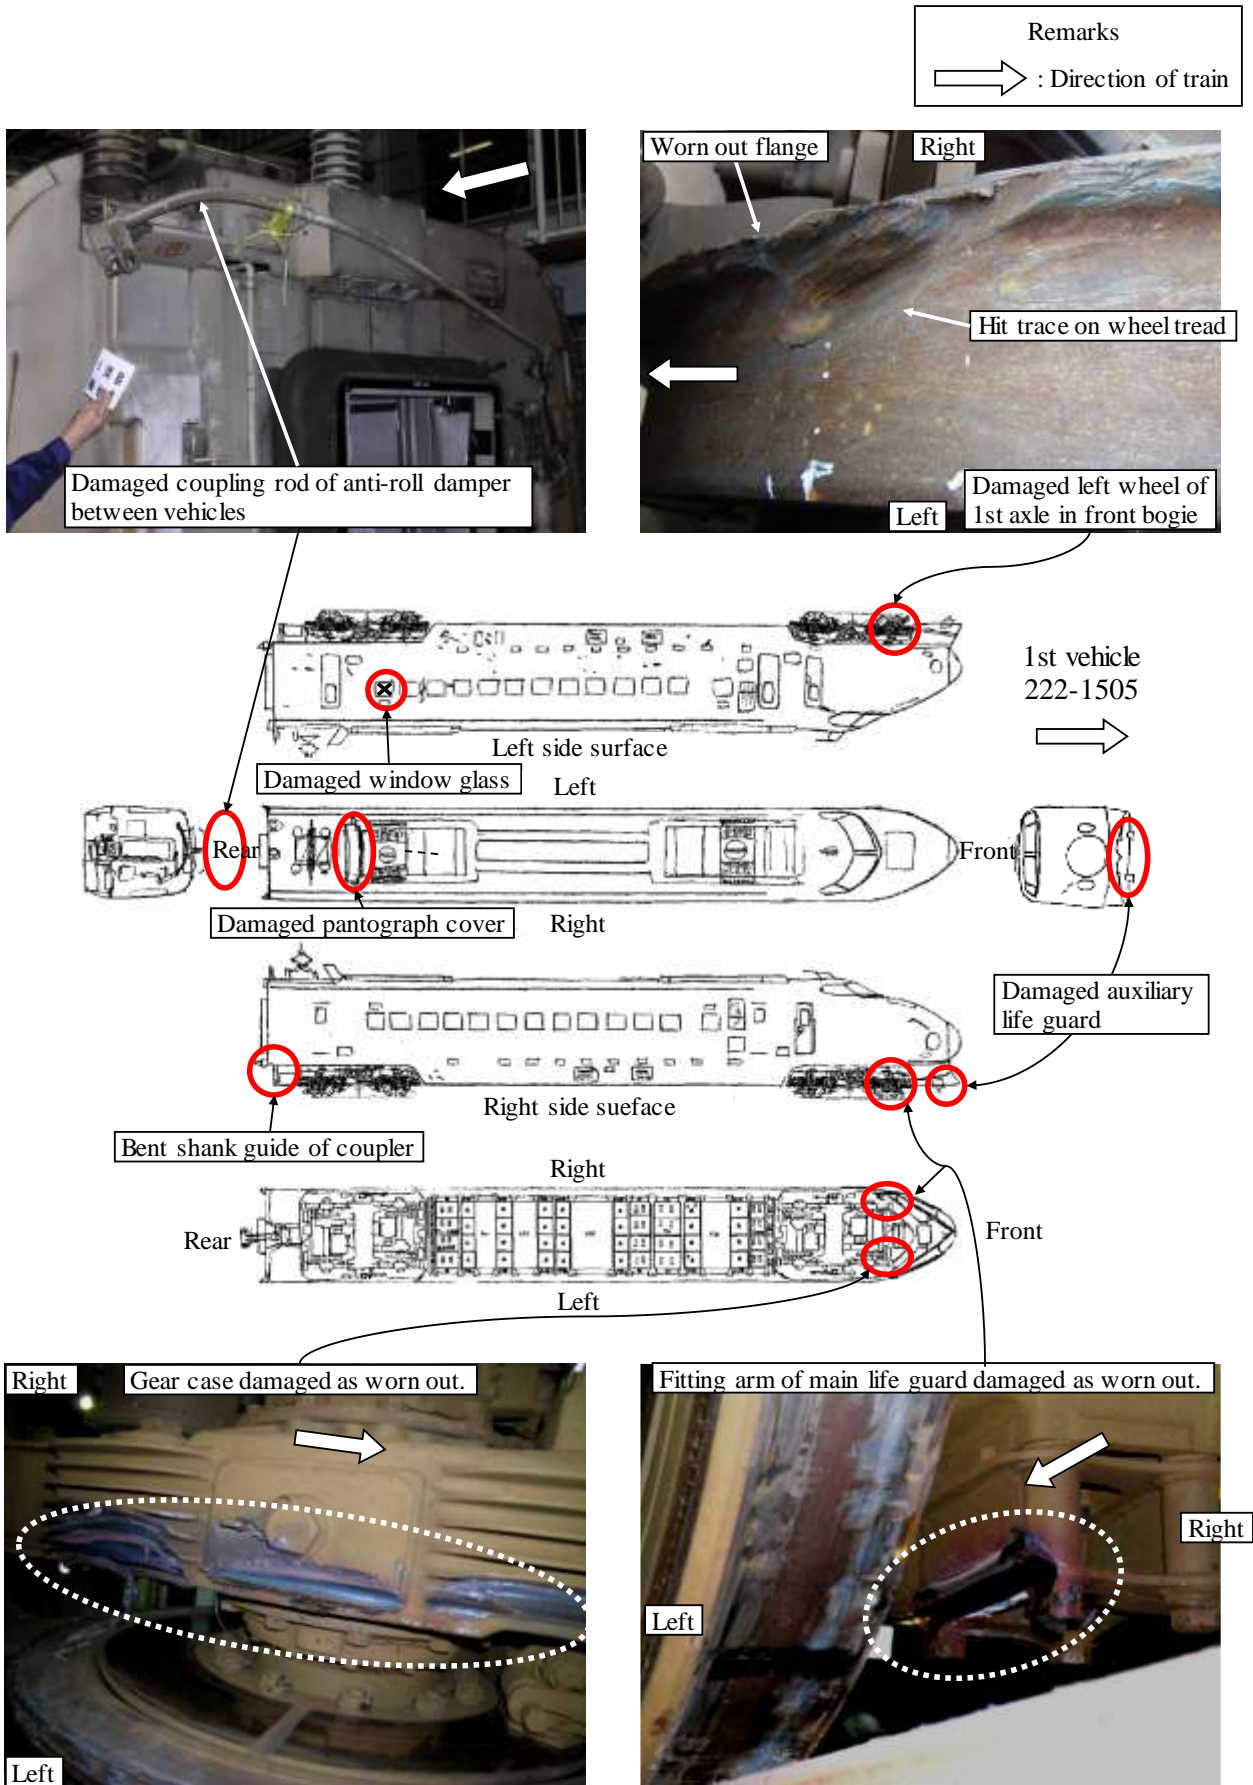 Remarks
: Direction of train
Worn out flange
Right
Hit trace on wheel tread
Damaged coupling rod of anti-roll damper
between vehicles
Left
Damaged left wheel of
1st axle in front bogie
1st vehicle
222-1505
Left side surface
Damaged window glass
Left
Rear
Front
Damaged pantograph cover
Right
Damaged auxiliary
life guard
Right side sueface
Bent shank guide of coupler
Right
Rear
Front
Left
Right
Gear case damaged as worn out.
Fitting arm of main life guard damaged as worn out.
Right
Left
Left